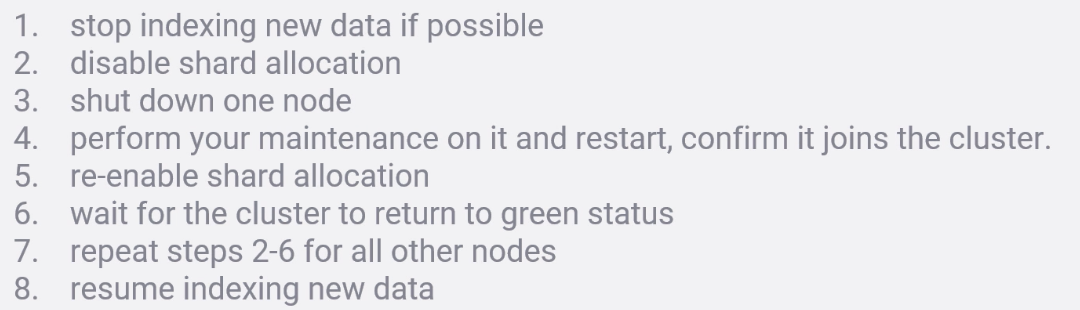 1. stop indexing new data if possible
2. disable shard allocation
3. shut down one node
4. perform your maintenance on it and restart, confirm it joins the cluster.
5. re-enable shard allocation
6. wait for the cluster to return to green status
7. repeat steps 2-6 for all other nodes
8. resume indexing new data